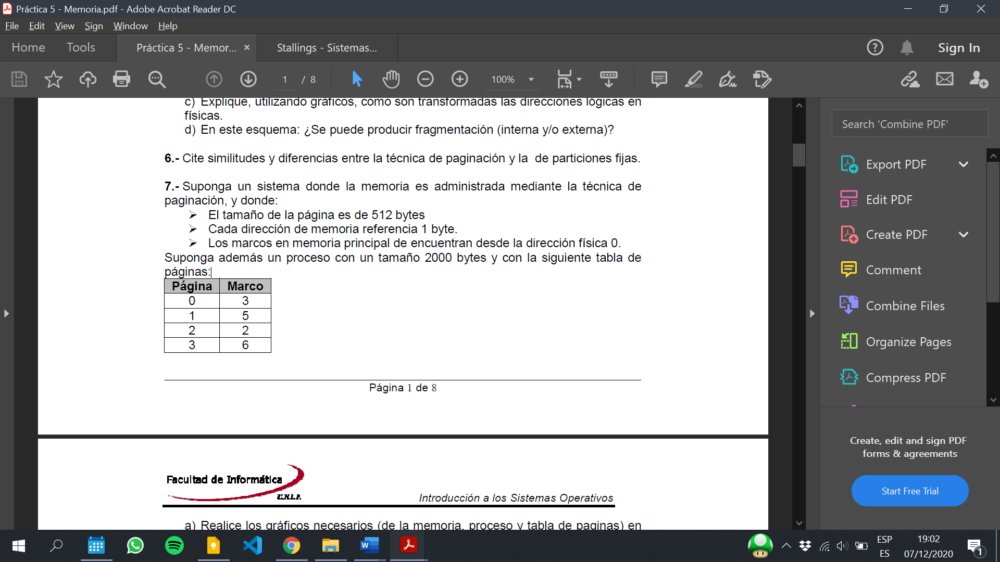 Práctica 5 - Memoria.pdf - Adobe Acrobat Reader DC
File Edit View Sign Window Help
Home Tools Práctica 5 - Memor... × Stallings - Sistemas... Sign In
1 / 8 100%
c) Explique, utilizando gráficos, como son transformadas las direcciones lógicas en
físicas.
d) En este esquema: ¿Se puede producir fragmentación (interna y/o externa)?
6.- Cite similitudes y diferencias entre la técnica de paginación y la de particiones fijas.
7.- Suponga un sistema donde la memoria es administrada mediante la técnica de
paginación, y donde:
➢ El tamaño de la página es de 512 bytes
➢ Cada dirección de memoria referencia 1 byte.
➢ Los marcos en memoria principal de encuentran desde la dirección física 0.
Suponga además un proceso con un tamaño 2000 bytes y con la siguiente tabla de
páginas:
Página Marco
0 3
1 5
2 2
3 6
Página 1 de 8
Facultad de Informática
U.N.L.P.
Introducción a los Sistemas Operativos
a) Realice los gráficos necesarios (de la memoria, proceso y tabla de paginas) en
Search 'Combine PDF'
Export PDF
Edit PDF
Create PDF
Comment
Combine Files
Organize Pages
Compress PDF
Create, edit and sign PDF
forms & agreements
Start Free Trial
ESP
ES
19:02
07/12/2020
1